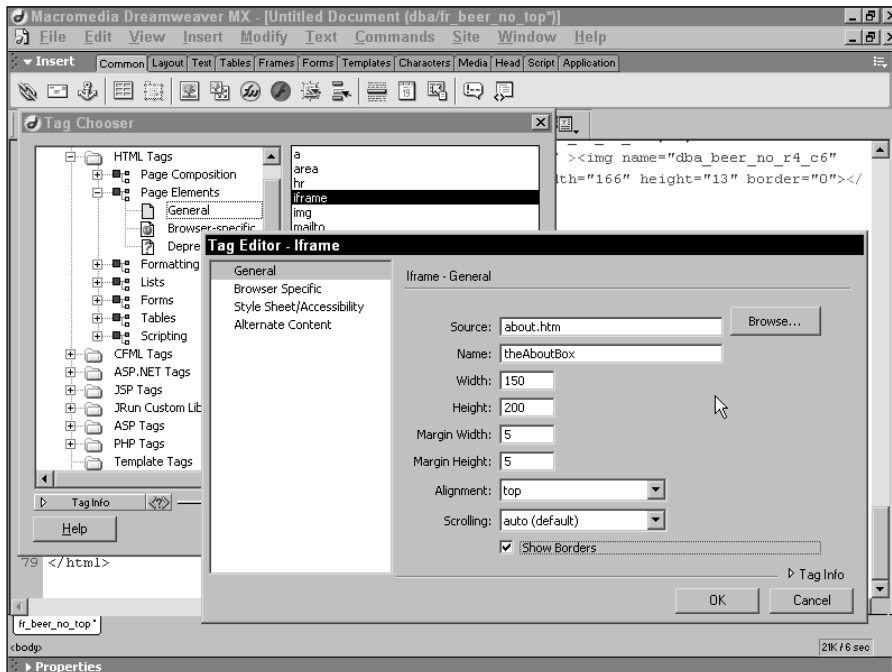 Macromedia Dreamweaver MX - [Untitled Document (dba/fr_beer_no_top*)]
File Edit View Insert Modify Text Commands Site Window Help
Insert Common Layout Text Tables Frames Forms Templates Characters Media Head Script Application
Tag Chooser
HTML Tags
Page Composition
Page Elements
General
Browser-specific
Depre
Formatting
Lists
Forms
Tables
Scripting
CFML Tags
ASP.NET Tags
JSP Tags
JRun Custom Lib
ASP Tags
PHP Tags
Template Tags
a
area
hr
iframe
img
mailto
" ><img name="dba_beer_no_r4_c6"
dth="166" height="13" border="0"></
Tag Info
Help
79 </html>
Tag Editor - Iframe
General
Browser Specific
Style Sheet/Accessibility
Alternate Content
Iframe - General
Source: about.htm Browse...
Name: theAboutBox
Width: 150
Height: 200
Margin Width: 5
Margin Height: 5
Alignment: top
Scrolling: auto (default)
Show Borders
Tag Info
OK Cancel
fr_beer_no_top*
<body>
21K / 6 sec
Properties